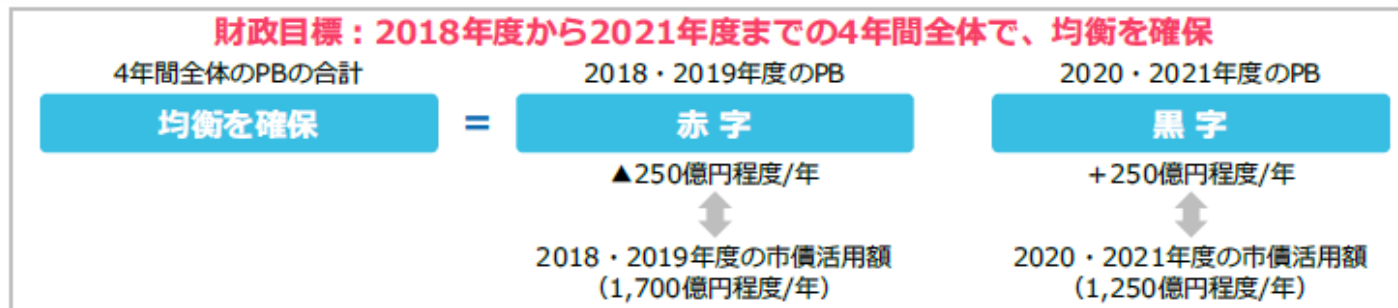 財政目標：2018年度から2021年度までの4年間全体で、均衡を確保
4年間全体のPBの合計
均衡を確保
=
2018・2019年度のPB
赤 字
▲250億円程度/年
2018・2019年度の市債活用額
（1,700億円程度/年）
2020・2021年度のPB
黒 字
+250億円程度/年
2020・2021年度の市債活用額
（1,250億円程度/年）